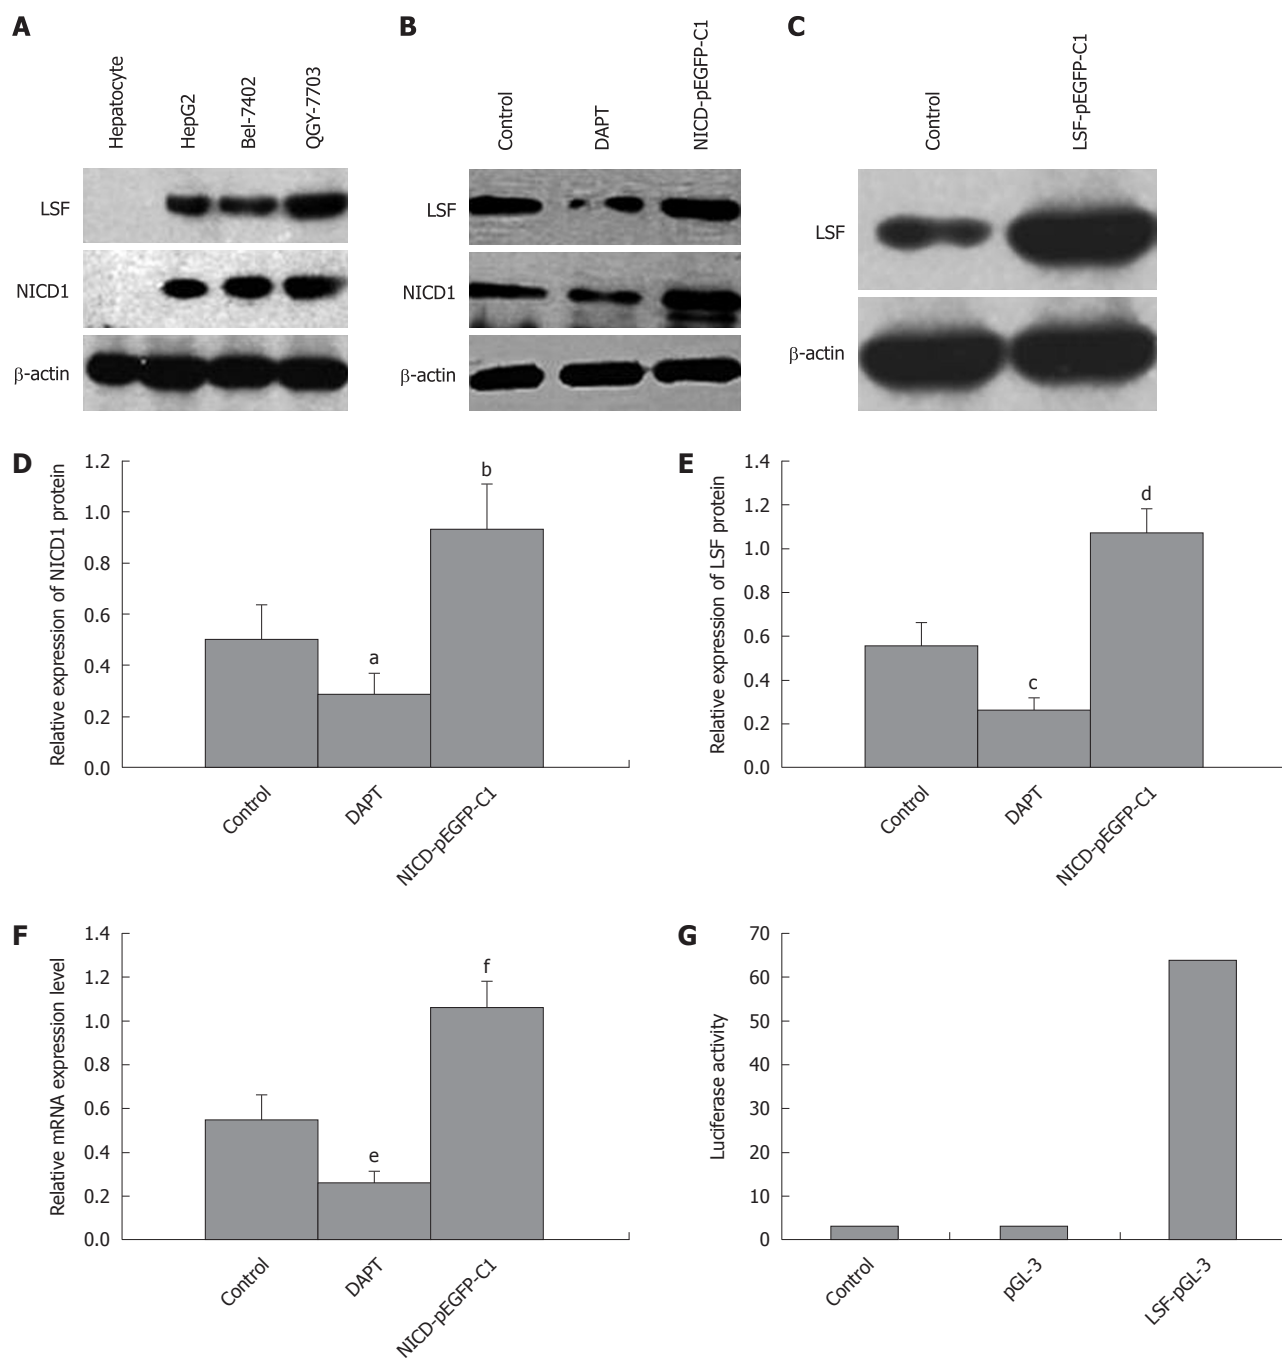 A
Hepatocyte
HepG2
Bel-7402
QGY-7703
LSF
NICD1
β-actin
B
Control
DAPT
NICD-pEGFP-C1
LSF
NICD1
β-actin
C
Control
LSF-pEGFP-C1
LSF
β-actin
D
Relative expression of NICD1 protein
1.2
1.0
0.8
0.6
0.4
0.2
0.0
a
b
Control
DAPT
NICD-pEGFP-C1
E
Relative expression of LSF protein
1.4
1.2
1.0
0.8
0.6
0.4
0.2
0.0
c
d
Control
DAPT
NICD-pEGFP-C1
F
Relative mRNA expression level
1.4
1.2
1.0
0.8
0.6
0.4
0.2
0.0
e
f
Control
DAPT
NICD-pEGFP-C1
G
Luciferase activity
70
60
50
40
30
20
10
0
Control
pGL-3
LSF-pGL-3